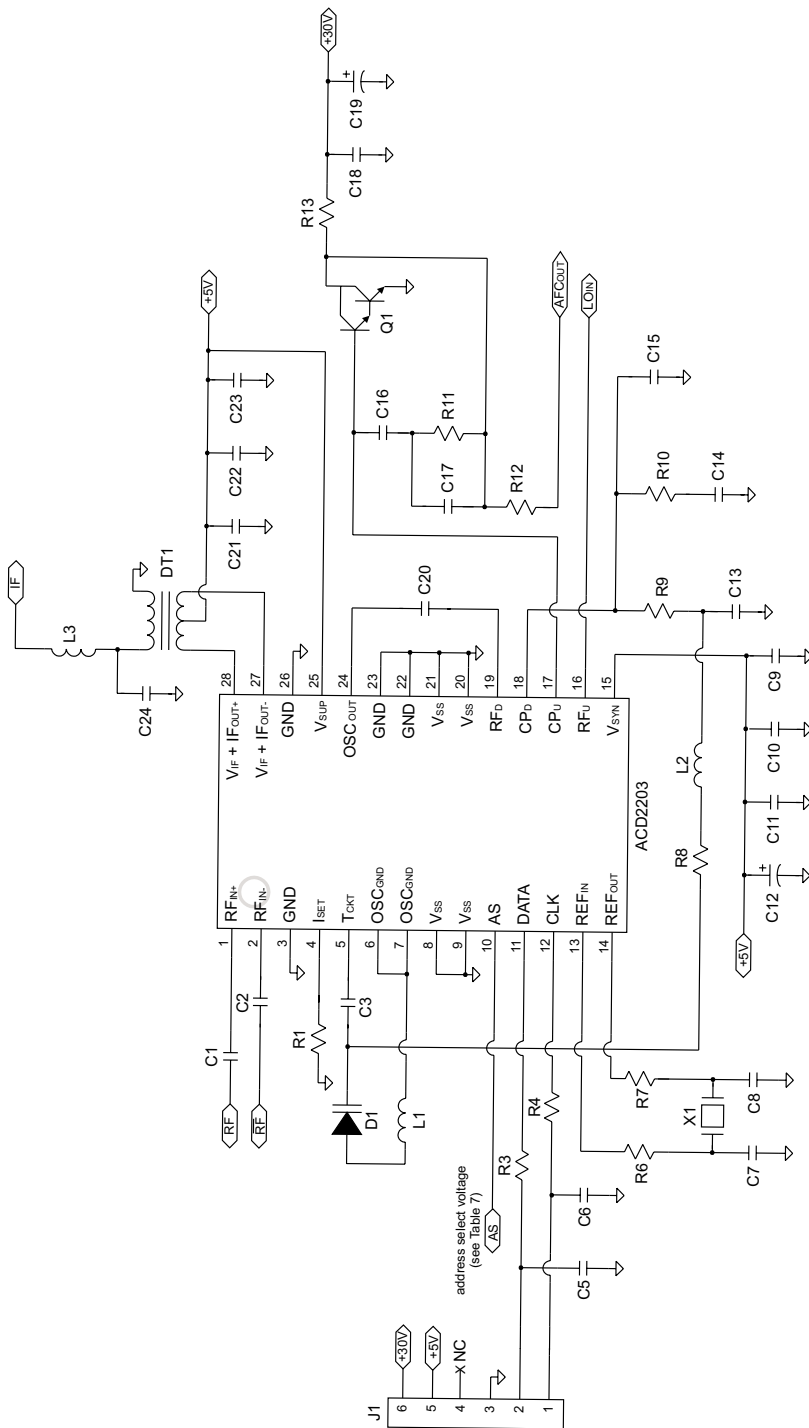 IF
L3
C24
DT1
C21
C22
C23
+5V
+30V
C19
C18
R13
Q1
C16
R11
C17
R12
AFCOUT
LOIN
C20
C15
R10
C14
R9
C13
C9
C10
C11
C12
+5V
L2
R8
28
27
26
25
24
23
22
21
20
19
18
17
16
15
VIF + IFOUT+
VIF + IFOUT-
GND
VSUP
OSCOUT
GND
GND
VSS
VSS
RFD
CPD
CPU
RFU
VSYN
ACD2203
RFIN+
RFIN-
GND
ISET
TCKT
OSCGND
OSCGND
VSS
VSS
AS
DATA
CLK
REFIN
REFOUT
1
2
3
4
5
6
7
8
9
10
11
12
13
14
C1
C2
RF
RF
R1
C3
D1
L1
address select voltage
(see Table 7)
AS
R3
R4
C5
C6
R6
R7
X1
C7
C8
J1
+30V
+5V
NC
6
5
4
3
2
1